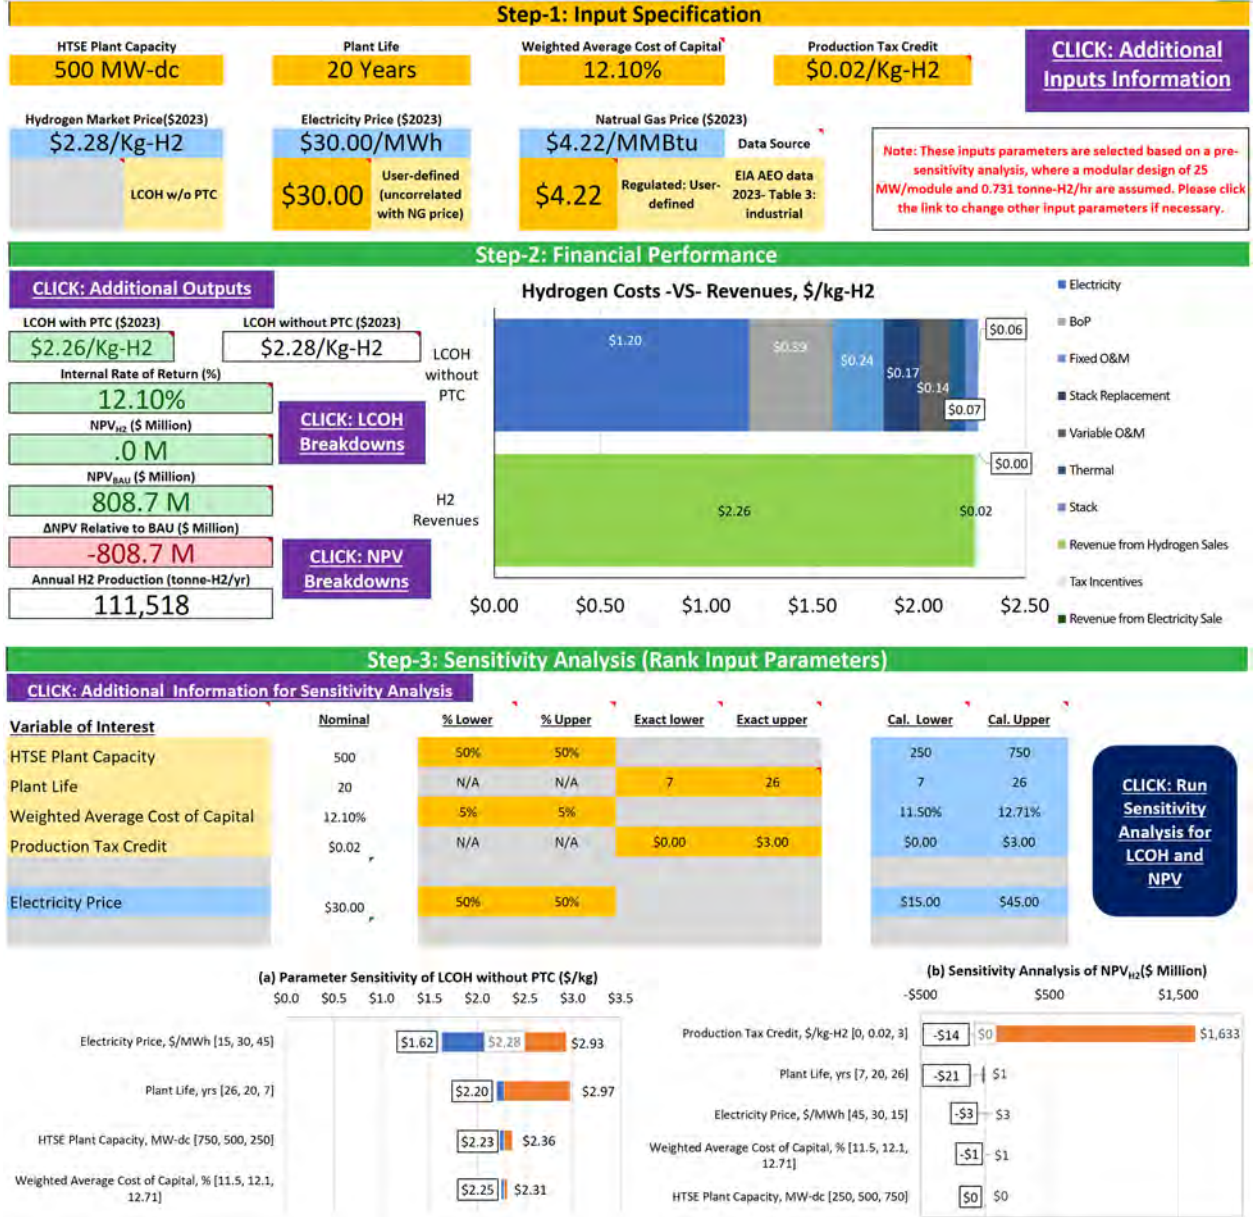 Step-1: Input Specification
HTSE Plant Capacity
Plant Life
Weighted Average Cost of Capital
Production Tax Credit
500 MW-dc
20 Years
12.10%
$0.02/Kg-H2
CLICK: Additional
Inputs Information
Hydrogen Market Price($2023)
Electricity Price ($2023)
Natrual Gas Price ($2023)
$2.28/Kg-H2
$30.00/MWh
$4.22/MMBtu
Data Source
LCOH w/o PTC
$30.00
User-defined
(uncorrelated
with NG price)
$4.22
Regulated: User-
defined
EIA AEO data
2023- Table 3:
industrial
Note: These inputs parameters are selected based on a pre-
sensitivity analysis, where a modular design of 25
MW/module and 0.731 tonne-H2/hr are assumed. Please click
the link to change other input parameters if necessary.
Step-2: Financial Performance
CLICK: Additional Outputs
LCOH with PTC ($2023)
LCOH without PTC ($2023)
$2.26/Kg-H2
$2.28/Kg-H2
Internal Rate of Return (%)
12.10%
NPVH2 ($ Million)
.0 M
NPVBAU ($ Million)
808.7 M
ΔNPV Relative to BAU ($ Million)
-808.7 M
Annual H2 Production (tonne-H2/yr)
111,518
CLICK: LCOH
Breakdowns
CLICK: NPV
Breakdowns
Hydrogen Costs -VS- Revenues, $/kg-H2
LCOH
without
PTC
$1.20
$0.39
$0.24
$0.17
$0.14
$0.07
$0.06
H2
Revenues
$2.26
$0.02
$0.00
$0.00
$0.50
$1.00
$1.50
$2.00
$2.50
Electricity
BoP
Fixed O&M
Stack Replacement
Variable O&M
Thermal
Stack
Revenue from Hydrogen Sales
Tax Incentives
Revenue from Electricity Sale
Step-3: Sensitivity Analysis (Rank Input Parameters)
CLICK: Additional Information for Sensitivity Analysis
Variable of Interest
Nominal
% Lower
% Upper
Exact lower
Exact upper
Cal. Lower
Cal. Upper
HTSE Plant Capacity
500
50%
50%
250
750
Plant Life
20
N/A
N/A
7
26
7
26
Weighted Average Cost of Capital
12.10%
5%
5%
11.50%
12.71%
Production Tax Credit
$0.02
N/A
N/A
$0.00
$3.00
$0.00
$3.00
Electricity Price
$30.00
50%
50%
$15.00
$45.00
CLICK: Run
Sensitivity
Analysis for
LCOH and
NPV
(a) Parameter Sensitivity of LCOH without PTC ($/kg)
$0.0
$0.5
$1.0
$1.5
$2.0
$2.5
$3.0
$3.5
Electricity Price, $/MWh [15, 30, 45]
$1.62
$2.28
$2.93
Plant Life, yrs [26, 20, 7]
$2.20
$2.97
HTSE Plant Capacity, MW-dc [750, 500, 250]
$2.23
$2.36
Weighted Average Cost of Capital, % [11.5, 12.1,
12.71]
$2.25
$2.31
(b) Sensitivity Annalysis of NPVH2($ Million)
-$500
$500
$1,500
Production Tax Credit, $/kg-H2 [0, 0.02, 3]
-$14
$0
$1,633
Plant Life, yrs [7, 20, 26]
-$21
$1
Electricity Price, $/MWh [45, 30, 15]
-$3
$3
Weighted Average Cost of Capital, % [11.5, 12.1,
12.71]
-$1
$1
HTSE Plant Capacity, MW-dc [250, 500, 750]
$0
$0